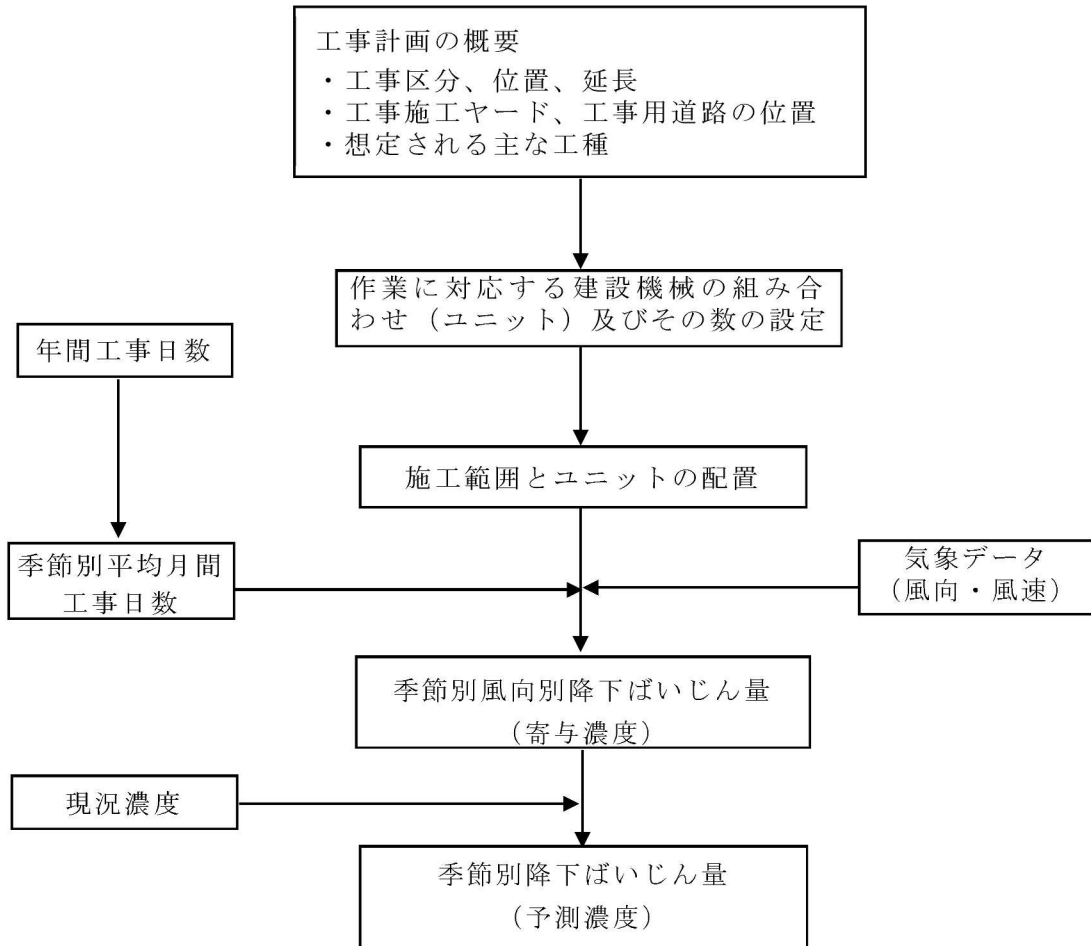 工事計画の概要
・工事区分、位置、延長
・工事施工ヤード、工事用道路の位置
・想定される主な工種
作業に対応する建設機械の組み合
わせ（ユニット）及びその数の設定
年間工事日数
施工範囲とユニットの配置
季節別平均月間
工事日数
気象データ
（風向・風速）
季節別風向別降下ばいじん量
（寄与濃度）
現況濃度
季節別降下ばいじん量
（予測濃度）